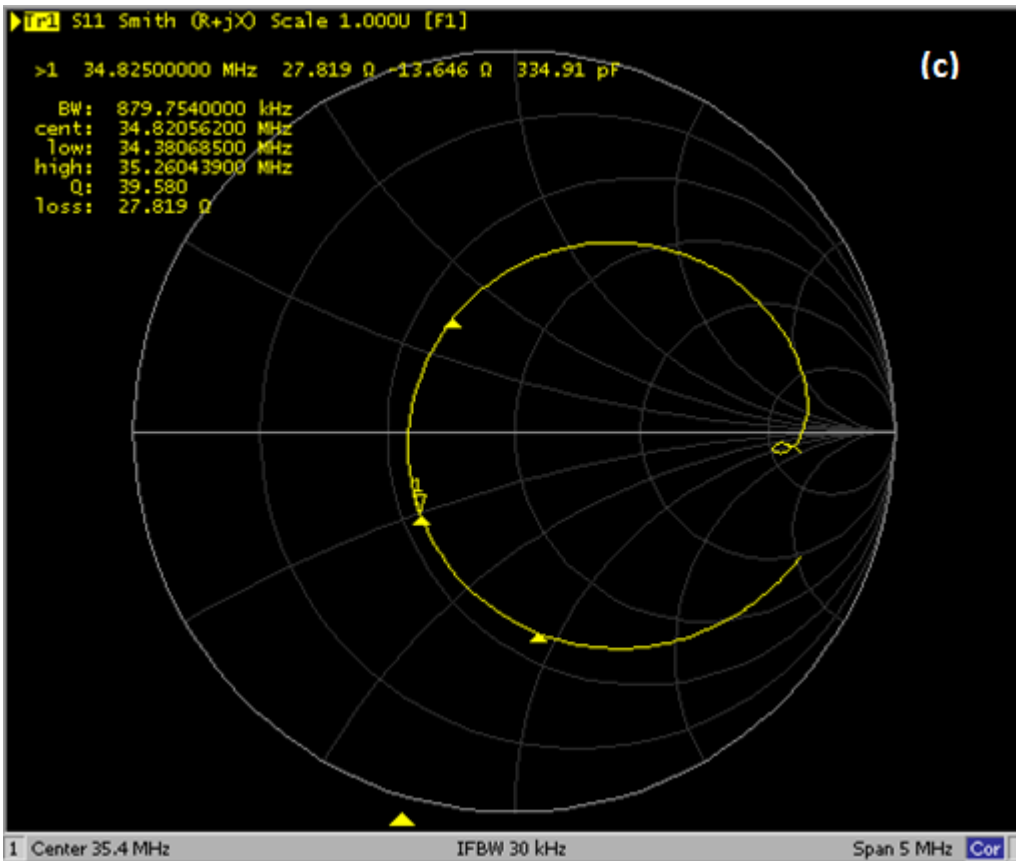 Tr1 S11 Smith (R+jX) Scale 1.000U [F1]
(c)
>1 34.82500000 MHz 27.819 Ω -13.646 Ω 334.91 pF
BW: 879.7540000 kHz
cent: 34.82056200 MHz
low: 34.38068500 MHz
high: 35.26043900 MHz
Q: 39.580
loss: 27.819 Ω
1
1 Center 35.4 MHz IFBW 30 kHz Span 5 MHz Cor